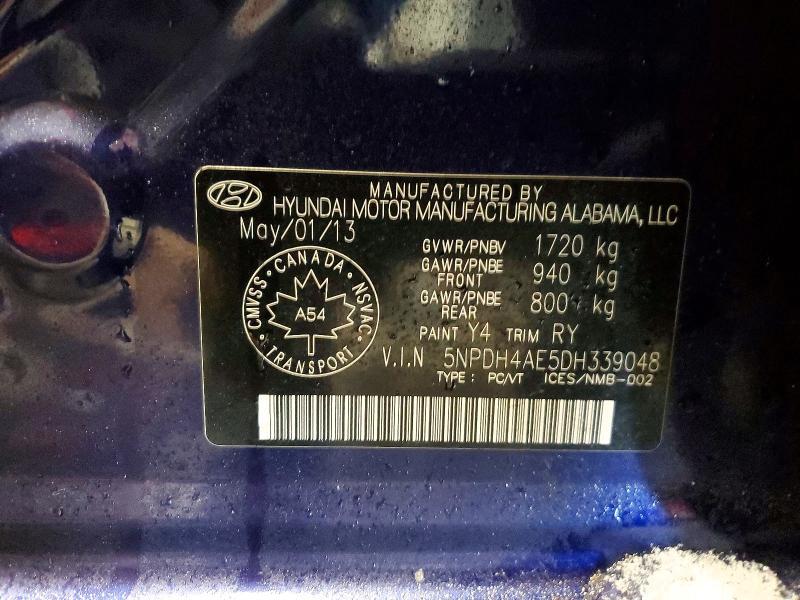 MANUFACTURED BY
HYUNDAI MOTOR MANUFACTURING ALABAMA, LLC
May/01/13
GVWR/PNBV 1720 kg
GAWR/PNBE FRONT 940 kg
GAWR/PNBE REAR 800 kg
PAINT Y4 TRIM RY
CMVSS • CANADA • NSVAC • TRANSPORT •
A54
V.I.N 5NPDH4AE5DH339048
TYPE : PC/VT ICES/NMB-002